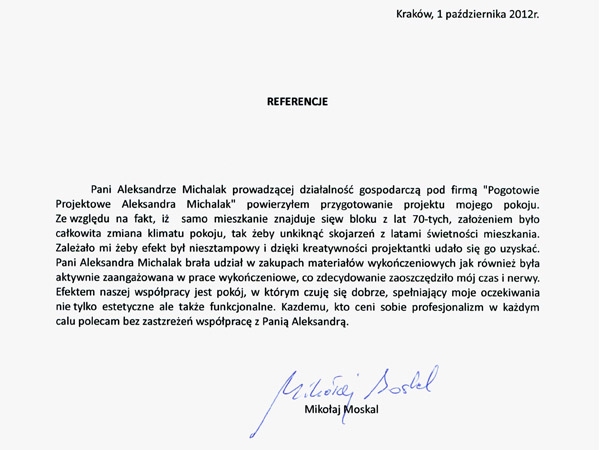 Kraków, 1 października 2012r.
REFERENCJE
Pani Aleksandrze Michalak prowadzącej działalność gospodarczą pod firmą "Pogotowie
Projektowe Aleksandra Michalak" powierzyłem przygotowanie projektu mojego pokoju.
Ze względu na fakt, iż samo mieszkanie znajduje sięw bloku z lat 70-tych, założeniem było
całkowita zmiana klimatu pokoju, tak żeby unkiknąć skojarzeń z latami świetności mieszkania.
Zależało mi żeby efekt był niesztampowy i dzięki kreatywności projektantki udało się go uzyskać.
Pani Aleksandra Michalak brała udział w zakupach materiałów wykończeniowych jak również była
aktywnie zaangażowana w prace wykończeniowe, co zdecydowanie zaoszczędziło mój czas i nerwy.
Efektem naszej współpracy jest pokój, w którym czuję się dobrze, spełniający moje oczekiwania
nie tylko estetyczne ale także funkcjonalne. Kazdemu, kto ceni sobie profesjonalizm w każdym
calu polecam bez zastrzeżeń współpracę z Panią Aleksandrą.
Mikołaj Moskal
Mikołaj Moskal